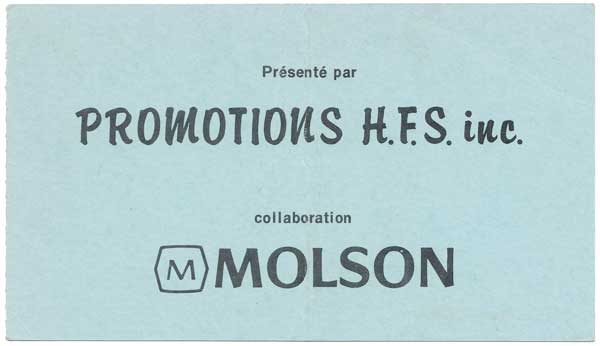 Présenté par
PROMOTIONS H.F.S. inc.
collaboration
M MOLSON